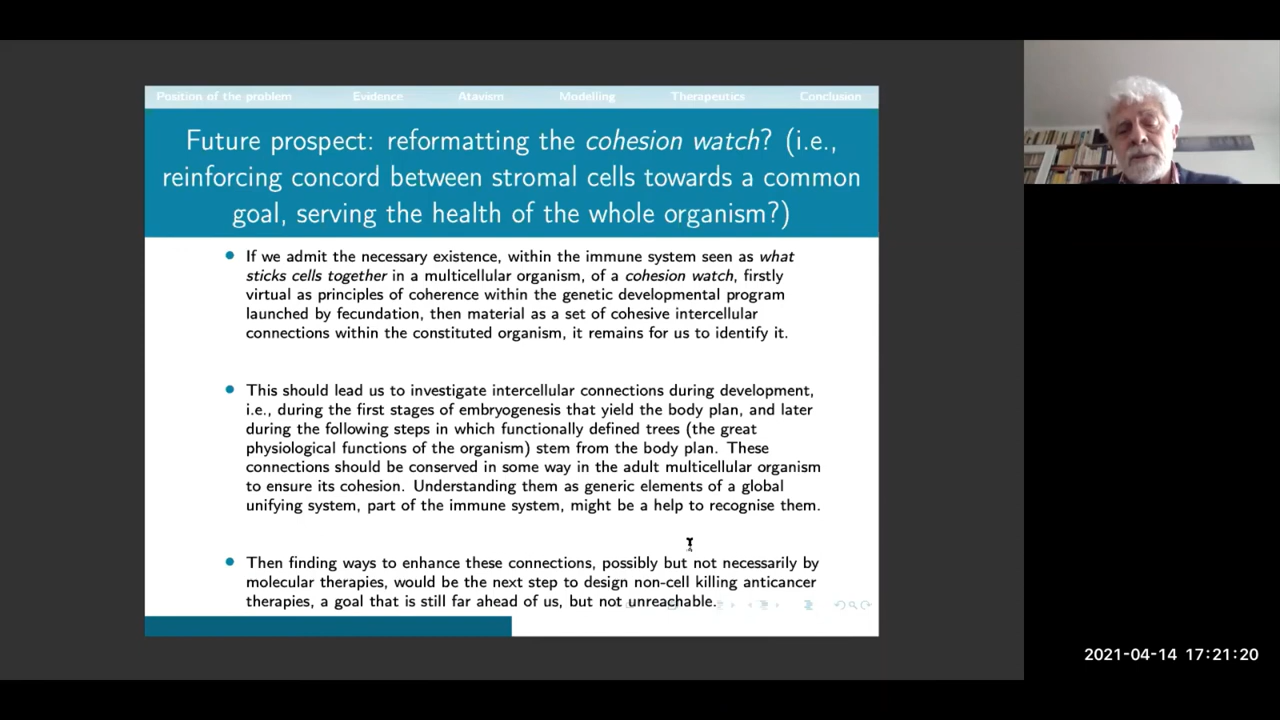 Position of the problem Evidence Atavism Modelling Therapeutics Conclusion
Future prospect: reformatting the cohesion watch? (i.e.,
reinforcing concord between stromal cells towards a common
goal, serving the health of the whole organism?)
If we admit the necessary existence, within the immune system seen as what
sticks cells together in a multicellular organism, of a cohesion watch, firstly
virtual as principles of coherence within the genetic developmental program
launched by fecundation, then material as a set of cohesive intercellular
connections within the constituted organism, it remains for us to identify it.
This should lead us to investigate intercellular connections during development,
i.e., during the first stages of embryogenesis that yield the body plan, and later
during the following steps in which functionally defined trees (the great
physiological functions of the organism) stem from the body plan. These
connections should be conserved in some way in the adult multicellular organism
to ensure its cohesion. Understanding them as generic elements of a global
unifying system, part of the immune system, might be a help to recognise them.
Then finding ways to enhance these connections, possibly but not necessarily by
molecular therapies, would be the next step to design non-cell killing anticancer
therapies, a goal that is still far ahead of us, but not unreachable.
2021-04-14 17:21:20